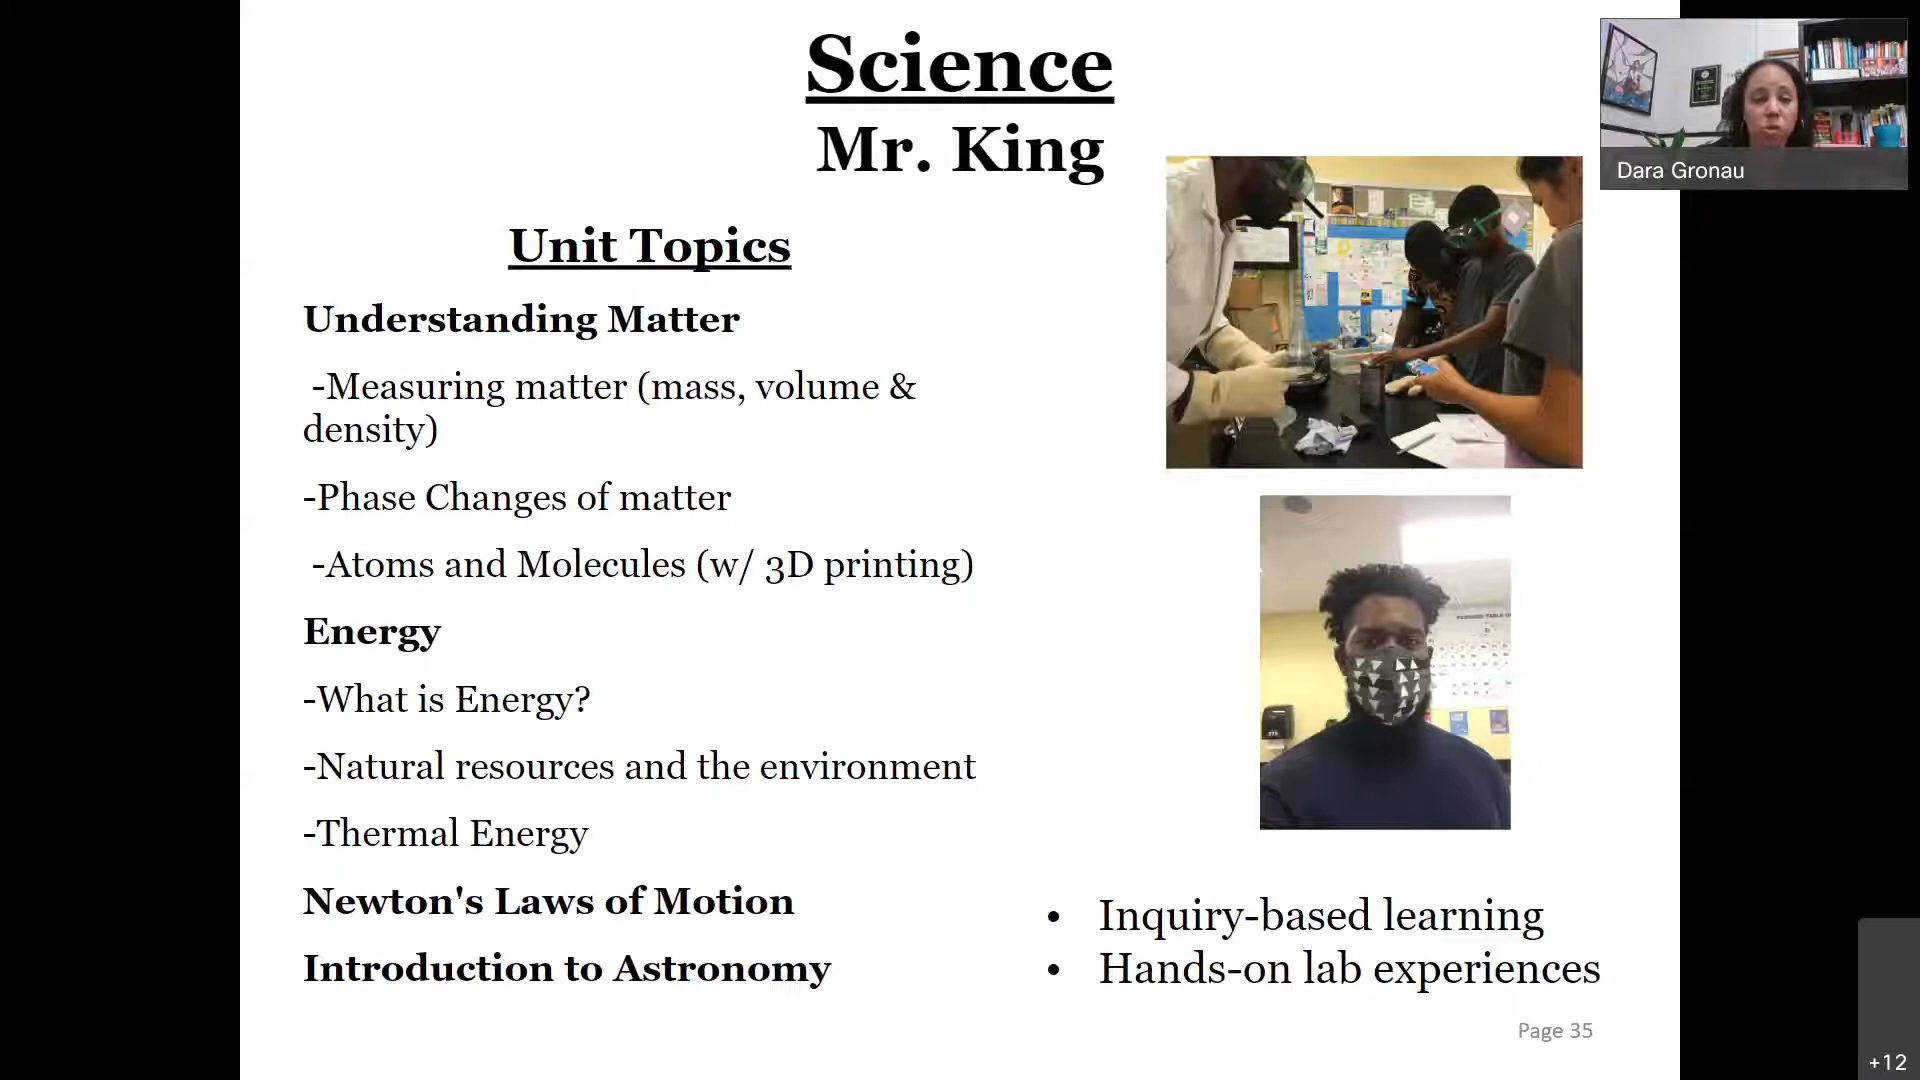 Science
Mr. King
Dara Gronau
Unit Topics
Understanding Matter
-Measuring matter (mass, volume &
density)
-Phase Changes of matter
-Atoms and Molecules (w/ 3D printing)
Energy
-What is Energy?
-Natural resources and the environment
-Thermal Energy
Newton's Laws of Motion
Introduction to Astronomy
• Inquiry-based learning
• Hands-on lab experiences
Page 35
+12